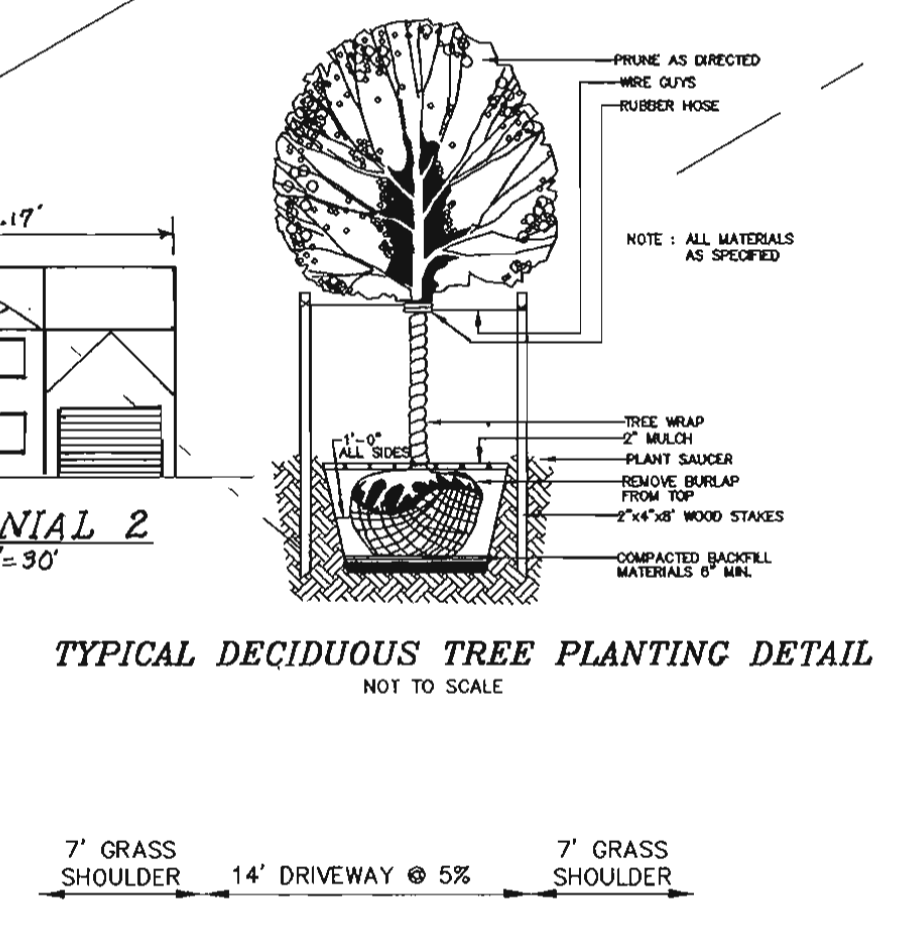 PRUNE AS DIRECTED
WIRE GUYS
RUBBER HOSE
.17'
NOTE : ALL MATERIALS
AS SPECIFIED
TREE WRAP
1'-0"
ALL SIDES
2" MULCH
PLANT SAUCER
REMOVE BURLAP
FROM TOP
2"x4"x8' WOOD STAKES
NIAL 2
'=30'
COMPACTED BACKFILL
MATERIALS 6" MIN.
TYPICAL DECIDUOUS TREE PLANTING DETAIL
NOT TO SCALE
7' GRASS
SHOULDER
14' DRIVEWAY @ 5%
7' GRASS
SHOULDER